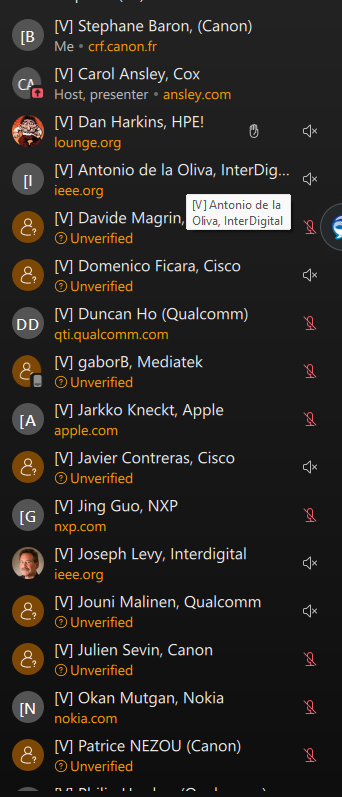 [B
[V] Stephane Baron, (Canon)
Me • crf.canon.fr
CA
[V] Carol Ansley, Cox
Host, presenter • ansley.com
[V] Dan Harkins, HPE!
lounge.org
[I
[V] Antonio de la Oliva, InterDig...
ieee.org
[V] Antonio de la
Oliva, InterDigital
[V] Davide Magrin,
Unverified
[V] Domenico Ficara, Cisco
Unverified
DD
[V] Duncan Ho (Qualcomm)
qti.qualcomm.com
[V] gaborB, Mediatek
Unverified
[A
[V] Jarkko Kneckt, Apple
apple.com
[V] Javier Contreras, Cisco
Unverified
[G
[V] Jing Guo, NXP
nxp.com
[V] Joseph Levy, Interdigital
ieee.org
[V] Jouni Malinen, Qualcomm
Unverified
[V] Julien Sevin, Canon
Unverified
[N
[V] Okan Mutgan, Nokia
nokia.com
[V] Patrice NEZOU (Canon)
Unverified